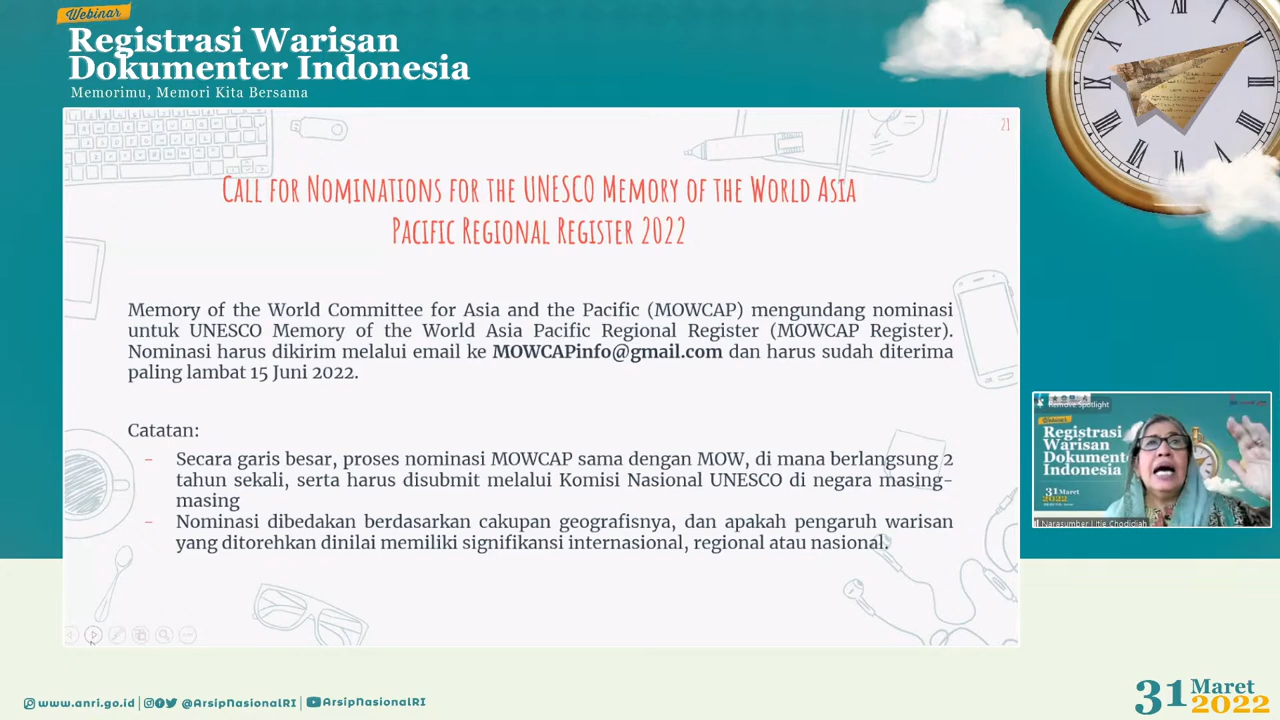 Webinar
Registrasi Warisan
Dokumenter Indonesia
Memorimu, Memori Kita Bersama
21
Call for Nominations for the UNESCO Memory of the World Asia
Pacific Regional Register 2022
Memory of the World Committee for Asia and the Pacific (MOWCAP) mengundang nominasi
untuk UNESCO Memory of the World Asia Pacific Regional Register (MOWCAP Register).
Nominasi harus dikirim melalui email ke MOWCAPinfo@gmail.com dan harus sudah diterima
paling lambat 15 Juni 2022.
Catatan:
- Secara garis besar, proses nominasi MOWCAP sama dengan MOW, di mana berlangsung 2
tahun sekali, serta harus disubmit melalui Komisi Nasional UNESCO di negara masing-
masing
- Nominasi dibedakan berdasarkan cakupan geografisnya, dan apakah pengaruh warisan
yang ditorehkan dinilai memiliki signifikansi internasional, regional atau nasional.
Remove Spotlight
Webinar
Registrasi
Warisan
Dokument
Indonesia
31 Maret
2022
Narasumber Itje Chodidjah
www.anri.go.id | @ArsipNasionalRI | ArsipNasionalRI
31 Maret
2022